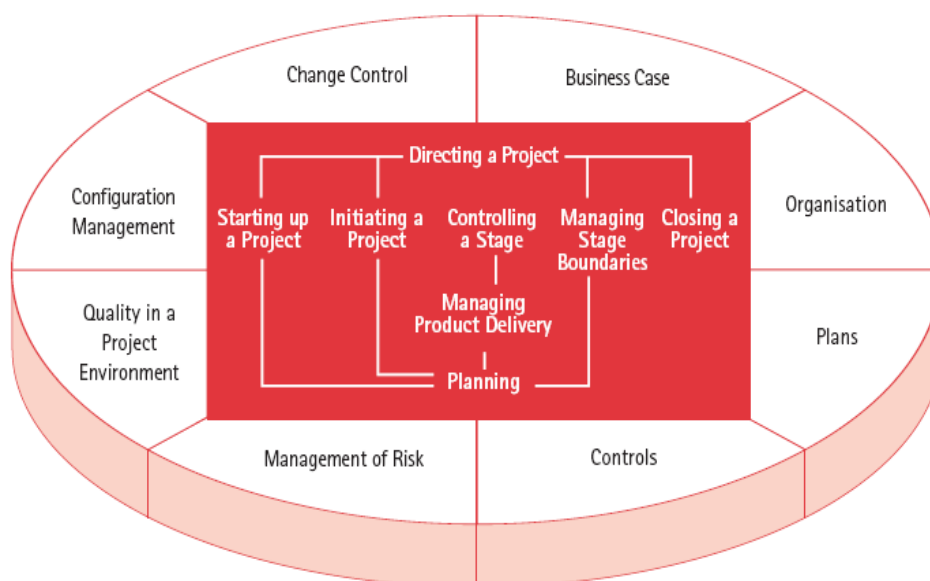 Change Control
Business Case
Directing a Project
Configuration
Management
Starting up
a Project
Initiating a
Project
Controlling
a Stage
Managing
Stage
Boundaries
Closing a
Project
Organisation
Quality in a
Project
Environment
Managing
Product Delivery
Plans
Planning
Management of Risk
Controls